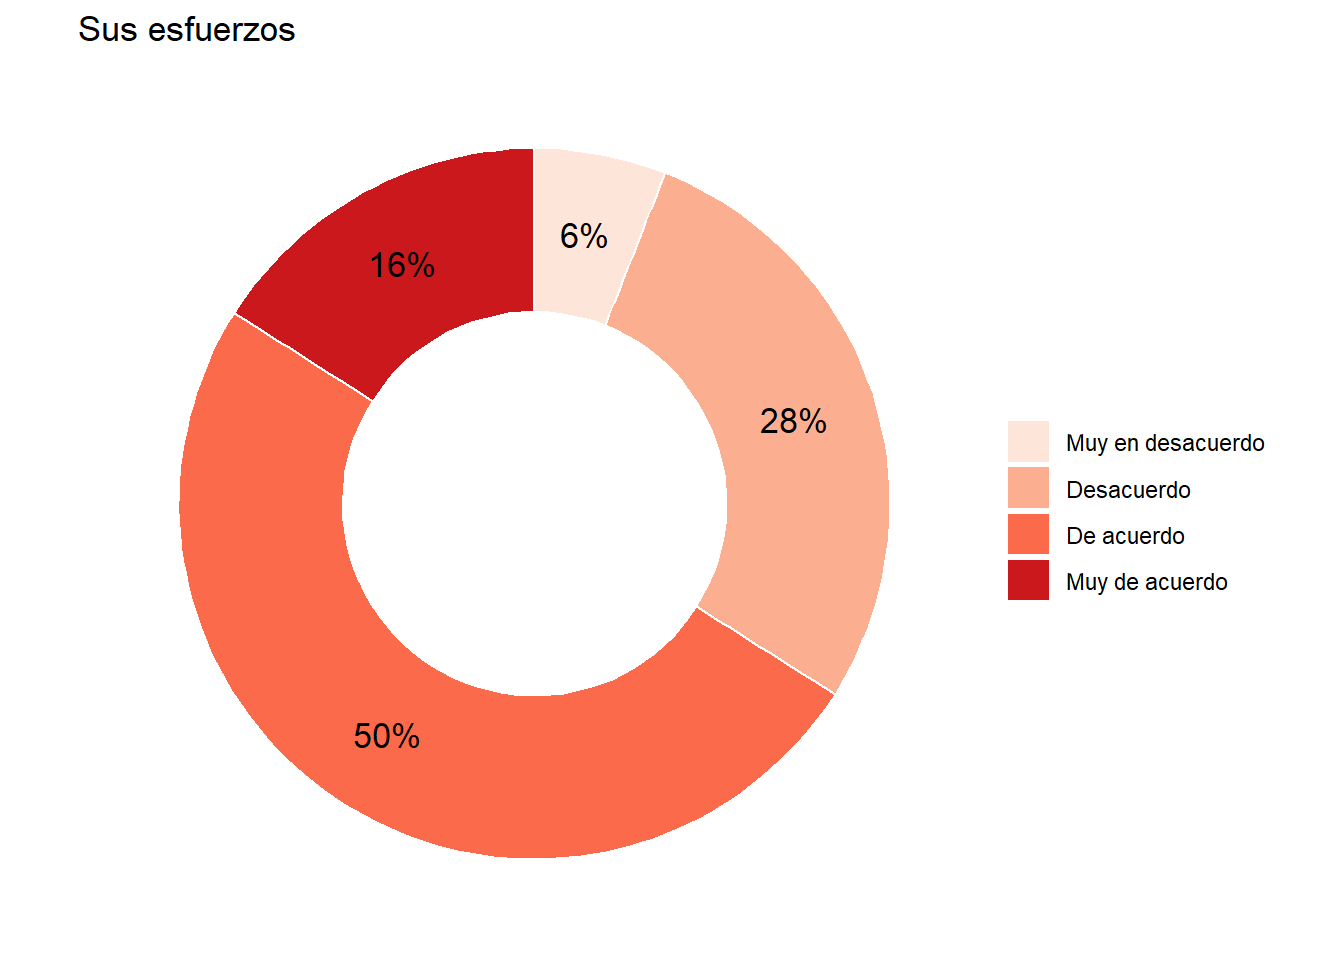 Sus esfuerzos
6%
16%
28%
50%
Muy en desacuerdo
Desacuerdo
De acuerdo
Muy de acuerdo